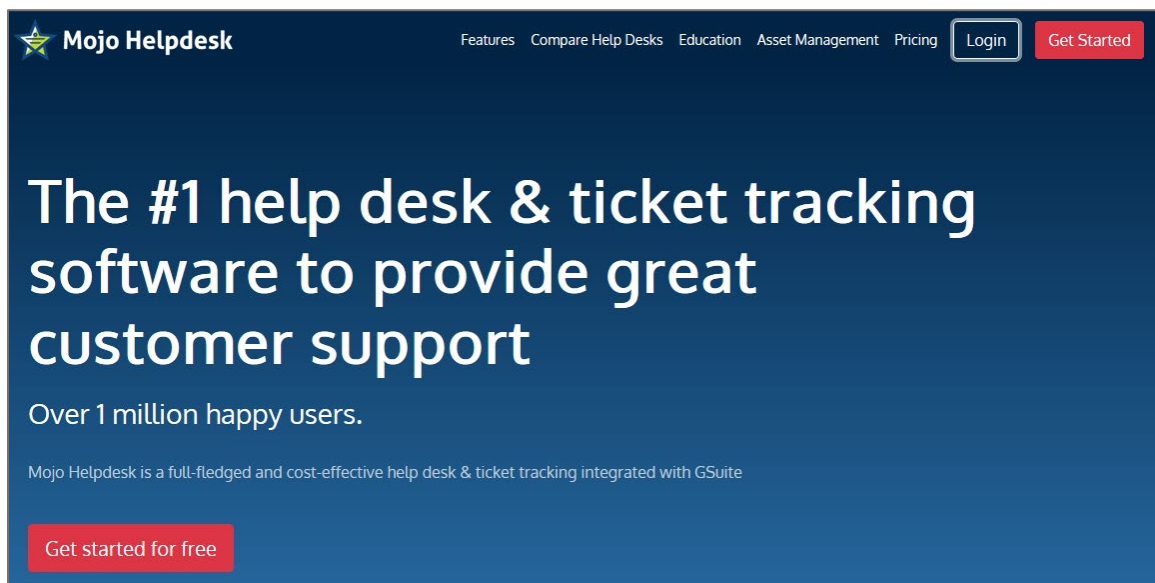 Mojo Helpdesk
Features Compare Help Desks Education Asset Management Pricing Login Get Started
The #1 help desk & ticket tracking
software to provide great
customer support
Over 1 million happy users.
Mojo Helpdesk is a full-fledged and cost-effective help desk & ticket tracking integrated with GSuite
Get started for free